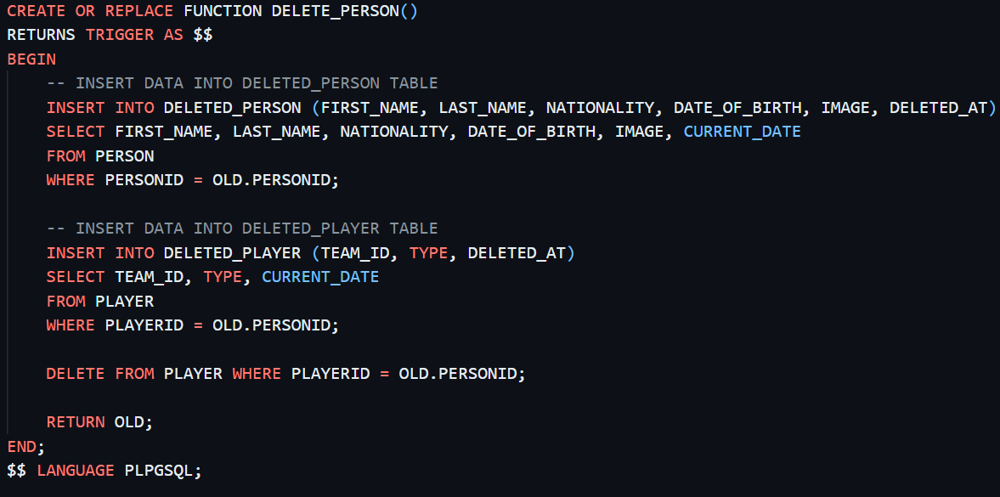 CREATE OR REPLACE FUNCTION DELETE_PERSON()
RETURNS TRIGGER AS $$
BEGIN
    -- INSERT DATA INTO DELETED_PERSON TABLE
    INSERT INTO DELETED_PERSON (FIRST_NAME, LAST_NAME, NATIONALITY, DATE_OF_BIRTH, IMAGE, DELETED_AT)
    SELECT FIRST_NAME, LAST_NAME, NATIONALITY, DATE_OF_BIRTH, IMAGE, CURRENT_DATE
    FROM PERSON
    WHERE PERSONID = OLD.PERSONID;

    -- INSERT DATA INTO DELETED_PLAYER TABLE
    INSERT INTO DELETED_PLAYER (TEAM_ID, TYPE, DELETED_AT)
    SELECT TEAM_ID, TYPE, CURRENT_DATE
    FROM PLAYER
    WHERE PLAYERID = OLD.PERSONID;

    DELETE FROM PLAYER WHERE PLAYERID = OLD.PERSONID;

    RETURN OLD;
END;
$$ LANGUAGE PLPGSQL;